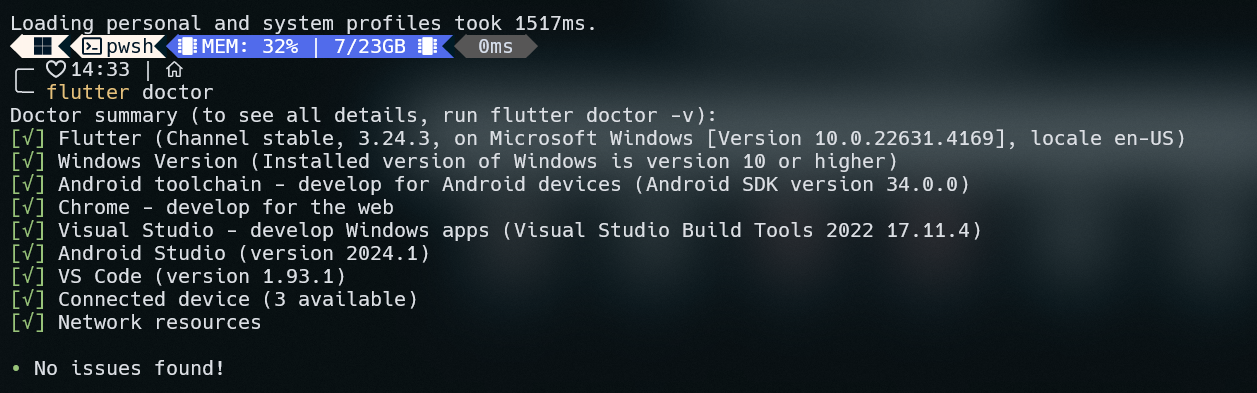 Loading personal and system profiles took 1517ms.
pwsh MEM: 32% | 7/23GB 0ms
14:33 |
flutter doctor
Doctor summary (to see all details, run flutter doctor -v):
[√] Flutter (Channel stable, 3.24.3, on Microsoft Windows [Version 10.0.22631.4169], locale en-US)
[√] Windows Version (Installed version of Windows is version 10 or higher)
[√] Android toolchain - develop for Android devices (Android SDK version 34.0.0)
[√] Chrome - develop for the web
[√] Visual Studio - develop Windows apps (Visual Studio Build Tools 2022 17.11.4)
[√] Android Studio (version 2024.1)
[√] VS Code (version 1.93.1)
[√] Connected device (3 available)
[√] Network resources
• No issues found!